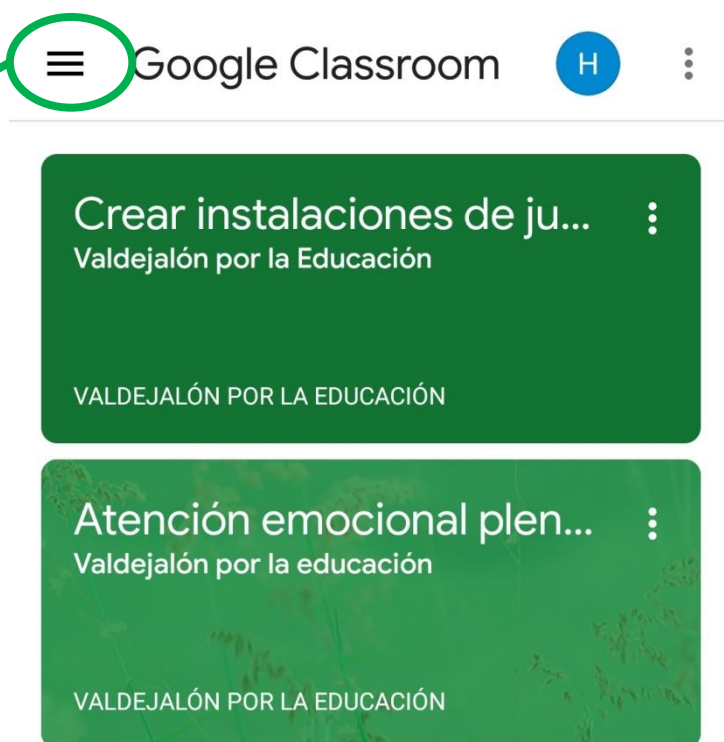 Google Classroom H
Crear instalaciones de ju...
Valdejalón por la Educación
VALDEJALÓN POR LA EDUCACIÓN
Atención emocional plen...
Valdejalón por la educación
VALDEJALÓN POR LA EDUCACIÓN